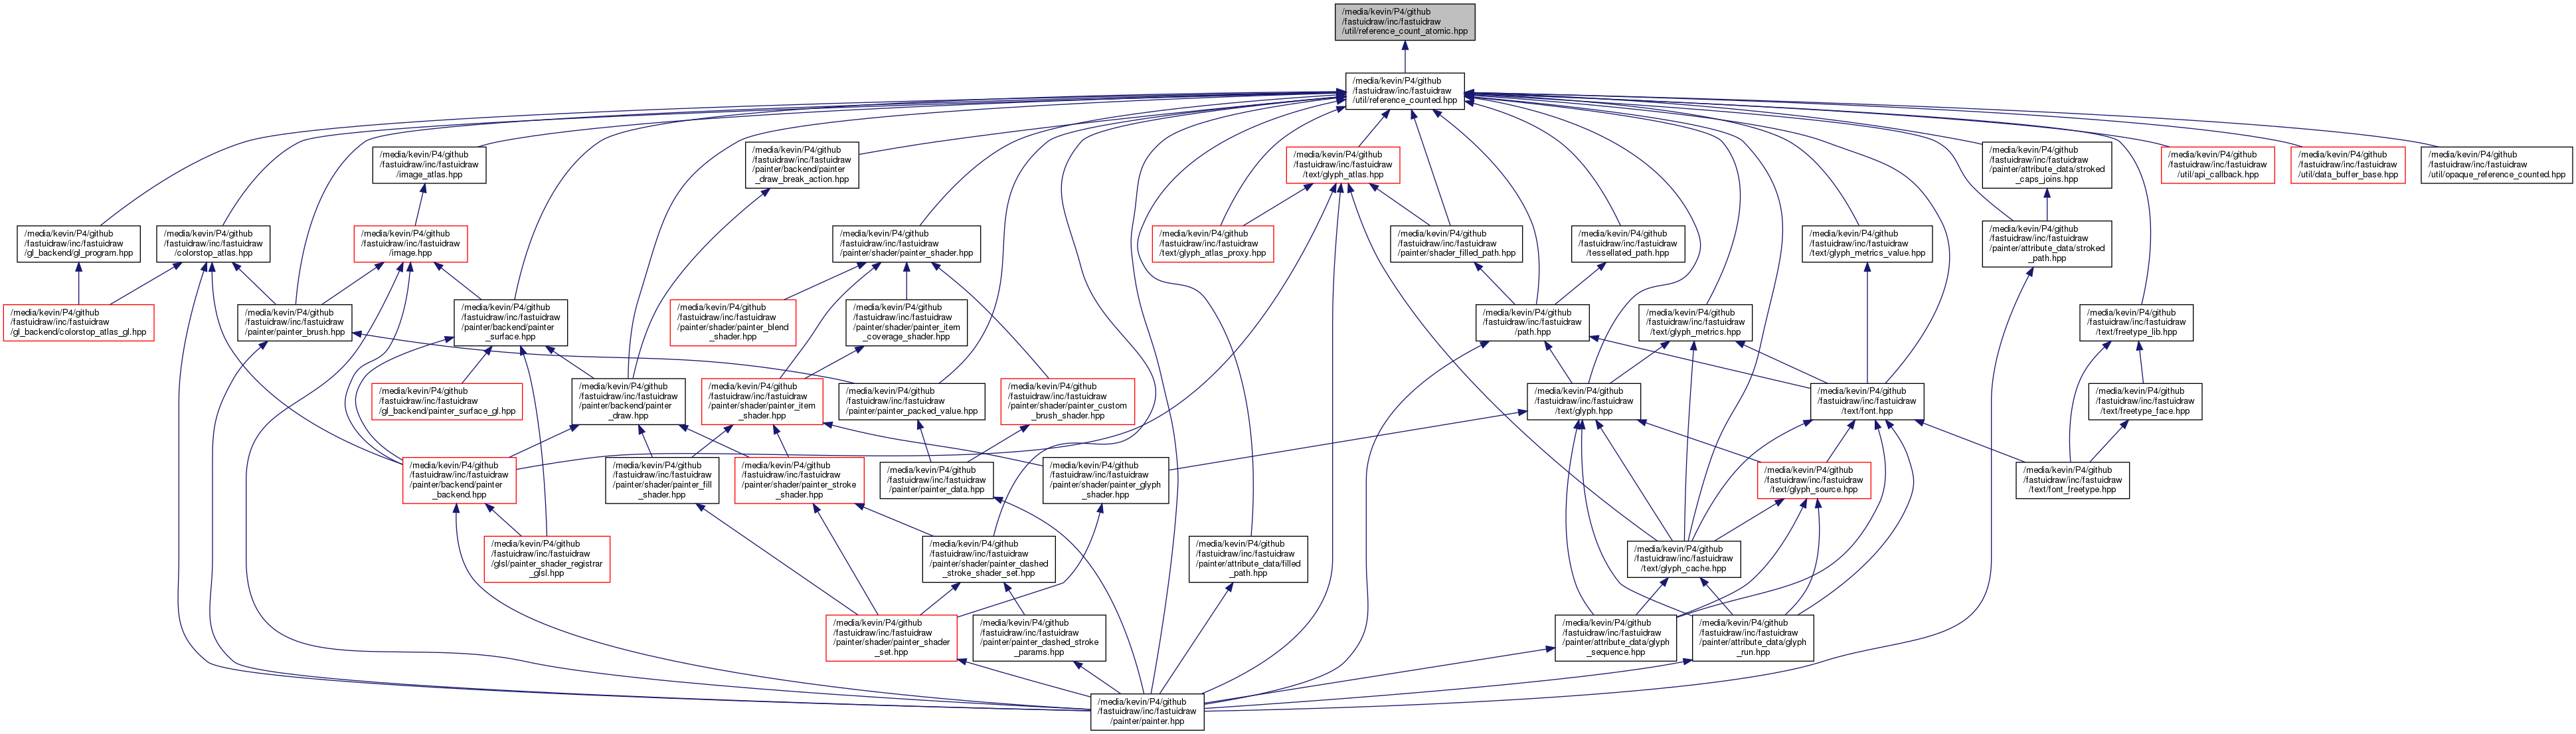 /media/kevin/P4/github
/fastuidraw/inc/fastuidraw
/util/reference_count_atomic.hpp
/media/kevin/P4/github
/fastuidraw/inc/fastuidraw
/util/reference_counted.hpp
/media/kevin/P4/github
/fastuidraw/inc/fastuidraw
/image_atlas.hpp
/media/kevin/P4/github
/fastuidraw/inc/fastuidraw
/painter/backend/painter
_draw_break_action.hpp
/media/kevin/P4/github
/fastuidraw/inc/fastuidraw
/text/glyph_atlas.hpp
/media/kevin/P4/github
/fastuidraw/inc/fastuidraw
/painter/attribute_data/stroked
_caps_joins.hpp
/media/kevin/P4/github
/fastuidraw/inc/fastuidraw
/util/api_callback.hpp
/media/kevin/P4/github
/fastuidraw/inc/fastuidraw
/util/data_buffer_base.hpp
/media/kevin/P4/github
/fastuidraw/inc/fastuidraw
/util/opaque_reference_counted.hpp
/media/kevin/P4/github
/fastuidraw/inc/fastuidraw
/gl_backend/gl_program.hpp
/media/kevin/P4/github
/fastuidraw/inc/fastuidraw
/colorstop_atlas.hpp
/media/kevin/P4/github
/fastuidraw/inc/fastuidraw
/image.hpp
/media/kevin/P4/github
/fastuidraw/inc/fastuidraw
/painter/shader/painter_shader.hpp
/media/kevin/P4/github
/fastuidraw/inc/fastuidraw
/text/glyph_atlas_proxy.hpp
/media/kevin/P4/github
/fastuidraw/inc/fastuidraw
/painter/shader_filled_path.hpp
/media/kevin/P4/github
/fastuidraw/inc/fastuidraw
/tessellated_path.hpp
/media/kevin/P4/github
/fastuidraw/inc/fastuidraw
/text/glyph_metrics_value.hpp
/media/kevin/P4/github
/fastuidraw/inc/fastuidraw
/painter/attribute_data/stroked
_path.hpp
/media/kevin/P4/github
/fastuidraw/inc/fastuidraw
/gl_backend/colorstop_atlas_gl.hpp
/media/kevin/P4/github
/fastuidraw/inc/fastuidraw
/painter/painter_brush.hpp
/media/kevin/P4/github
/fastuidraw/inc/fastuidraw
/painter/backend/painter
_surface.hpp
/media/kevin/P4/github
/fastuidraw/inc/fastuidraw
/painter/shader/painter_blend
_shader.hpp
/media/kevin/P4/github
/fastuidraw/inc/fastuidraw
/painter/shader/painter_item
_coverage_shader.hpp
/media/kevin/P4/github
/fastuidraw/inc/fastuidraw
/path.hpp
/media/kevin/P4/github
/fastuidraw/inc/fastuidraw
/text/glyph_metrics.hpp
/media/kevin/P4/github
/fastuidraw/inc/fastuidraw
/text/freetype_lib.hpp
/media/kevin/P4/github
/fastuidraw/inc/fastuidraw
/gl_backend/painter_surface_gl.hpp
/media/kevin/P4/github
/fastuidraw/inc/fastuidraw
/painter/backend/painter
_draw.hpp
/media/kevin/P4/github
/fastuidraw/inc/fastuidraw
/painter/shader/painter_item
_shader.hpp
/media/kevin/P4/github
/fastuidraw/inc/fastuidraw
/painter/painter_packed_value.hpp
/media/kevin/P4/github
/fastuidraw/inc/fastuidraw
/painter/shader/painter_custom
_brush_shader.hpp
/media/kevin/P4/github
/fastuidraw/inc/fastuidraw
/text/glyph.hpp
/media/kevin/P4/github
/fastuidraw/inc/fastuidraw
/text/font.hpp
/media/kevin/P4/github
/fastuidraw/inc/fastuidraw
/text/freetype_face.hpp
/media/kevin/P4/github
/fastuidraw/inc/fastuidraw
/painter/backend/painter
_backend.hpp
/media/kevin/P4/github
/fastuidraw/inc/fastuidraw
/painter/shader/painter_fill
_shader.hpp
/media/kevin/P4/github
/fastuidraw/inc/fastuidraw
/painter/shader/painter_stroke
_shader.hpp
/media/kevin/P4/github
/fastuidraw/inc/fastuidraw
/painter/painter_data.hpp
/media/kevin/P4/github
/fastuidraw/inc/fastuidraw
/painter/shader/painter_glyph
_shader.hpp
/media/kevin/P4/github
/fastuidraw/inc/fastuidraw
/text/glyph_source.hpp
/media/kevin/P4/github
/fastuidraw/inc/fastuidraw
/text/font_freetype.hpp
/media/kevin/P4/github
/fastuidraw/inc/fastuidraw
/glsl/painter_shader_registrar
_glsl.hpp
/media/kevin/P4/github
/fastuidraw/inc/fastuidraw
/painter/shader/painter_dashed
_stroke_shader_set.hpp
/media/kevin/P4/github
/fastuidraw/inc/fastuidraw
/painter/attribute_data/filled
_path.hpp
/media/kevin/P4/github
/fastuidraw/inc/fastuidraw
/text/glyph_cache.hpp
/media/kevin/P4/github
/fastuidraw/inc/fastuidraw
/painter/shader/painter_shader
_set.hpp
/media/kevin/P4/github
/fastuidraw/inc/fastuidraw
/painter/painter_dashed_stroke
_params.hpp
/media/kevin/P4/github
/fastuidraw/inc/fastuidraw
/painter/attribute_data/glyph
_sequence.hpp
/media/kevin/P4/github
/fastuidraw/inc/fastuidraw
/painter/attribute_data/glyph
_run.hpp
/media/kevin/P4/github
/fastuidraw/inc/fastuidraw
/painter/painter.hpp